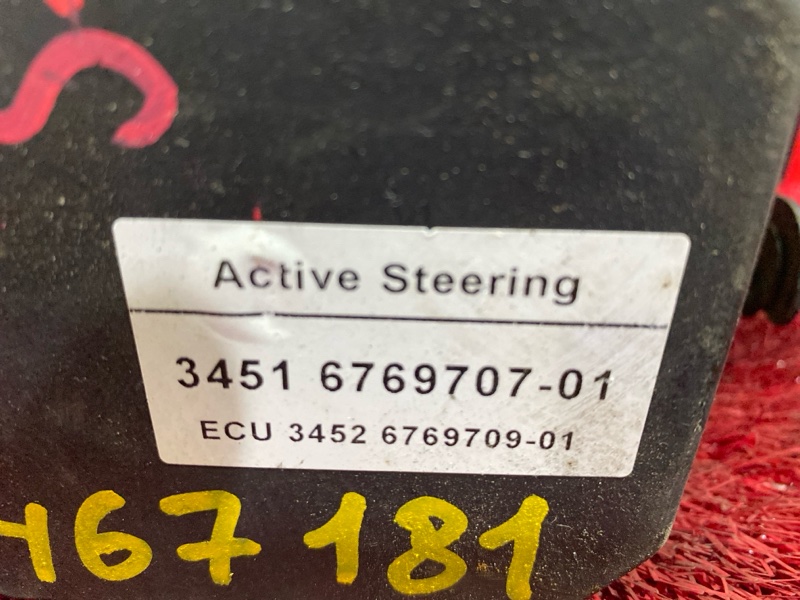 Active Steering
3451 6769707-01
ECU 3452 6769709-01
467 181